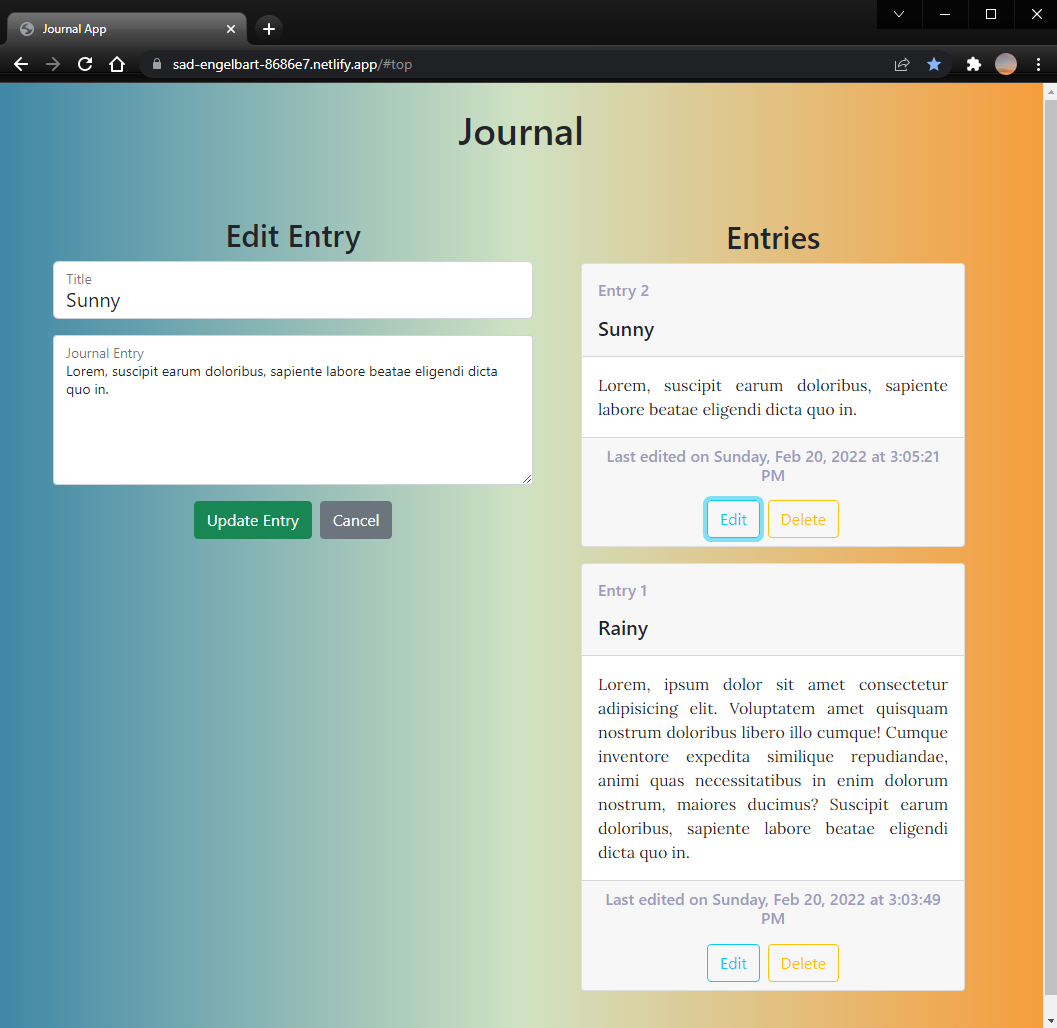 Journal App
sad-engelbart-8686e7.netlify.app/#top
Journal
Edit Entry
Title
Sunny
Journal Entry
Lorem, suscipit earum doloribus, sapiente labore beatae eligendi dicta
quo in.
Update Entry
Cancel
Entries
Entry 2
Sunny
Lorem, suscipit earum doloribus, sapiente
labore beatae eligendi dicta quo in.
Last edited on Sunday, Feb 20, 2022 at 3:05:21
PM
Edit
Delete
Entry 1
Rainy
Lorem, ipsum dolor sit amet consectetur
adipisicing elit. Voluptatem amet quisquam
nostrum doloribus libero illo cumque! Cumque
inventore expedita similique repudiandae,
animi quas necessitatibus in enim dolorum
nostrum, maiores ducimus? Suscipit earum
doloribus, sapiente labore beatae eligendi
dicta quo in.
Last edited on Sunday, Feb 20, 2022 at 3:03:49
PM
Edit
Delete